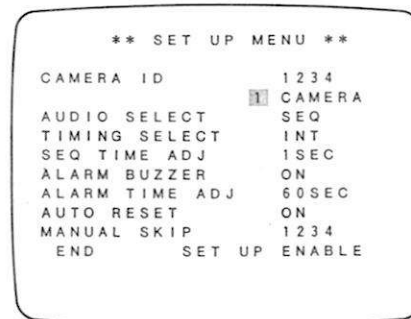 ** SET UP MENU **
CAMERA ID 1234
1 CAMERA
AUDIO SELECT SEQ
TIMING SELECT INT
SEQ TIME ADJ 1SEC
ALARM BUZZER ON
ALARM TIME ADJ 60SEC
AUTO RESET ON
MANUAL SKIP 1234
END SET UP ENABLE